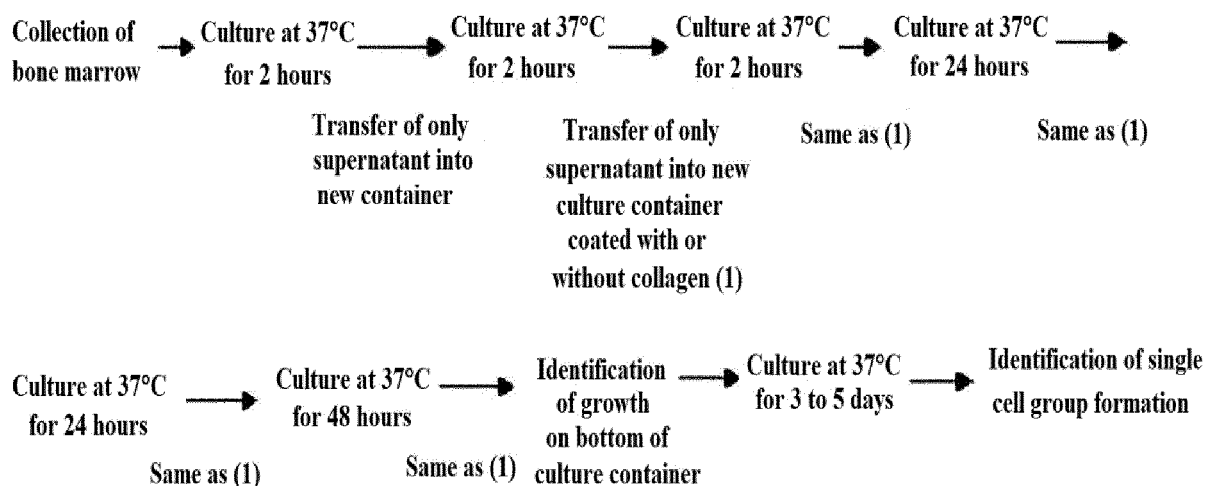 Collection of
bone marrow
Culture at 37°C
for 2 hours
Transfer of only
supernatant into
new container
Culture at 37°C
for 2 hours
Transfer of only
supernatant into new
culture container
coated with or
without collagen (1)
Culture at 37°C
for 2 hours
Same as (1)
Culture at 37°C
for 24 hours
Same as (1)
Culture at 37°C
for 24 hours
Same as (1)
Culture at 37°C
for 48 hours
Same as (1)
Identification
of growth
on bottom of
culture container
Culture at 37°C
for 3 to 5 days
Identification of single
cell group formation